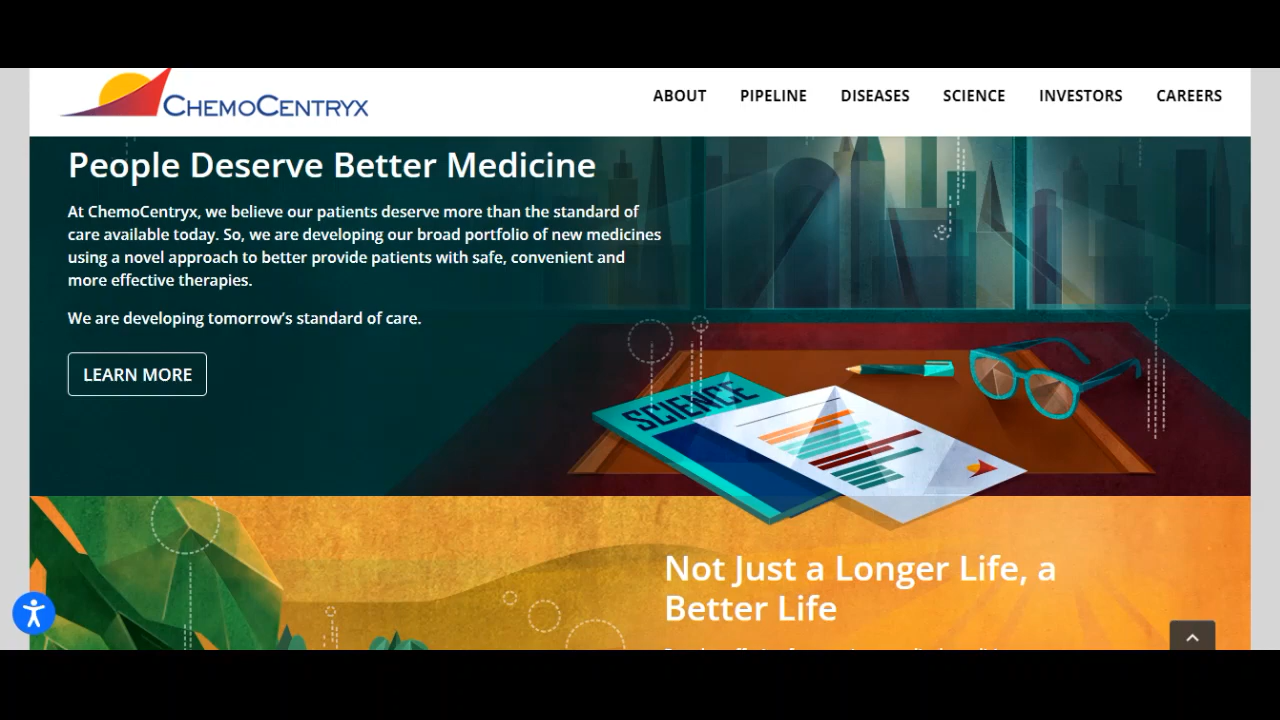 CHEMOCENTRYX
ABOUT PIPELINE DISEASES SCIENCE INVESTORS CAREERS
People Deserve Better Medicine
At ChemoCentryx, we believe our patients deserve more than the standard of
care available today. So, we are developing our broad portfolio of new medicines
using a novel approach to better provide patients with safe, convenient and
more effective therapies.
We are developing tomorrow’s standard of care.
LEARN MORE
SCIENCE
Not Just a Longer Life, a
Better Life